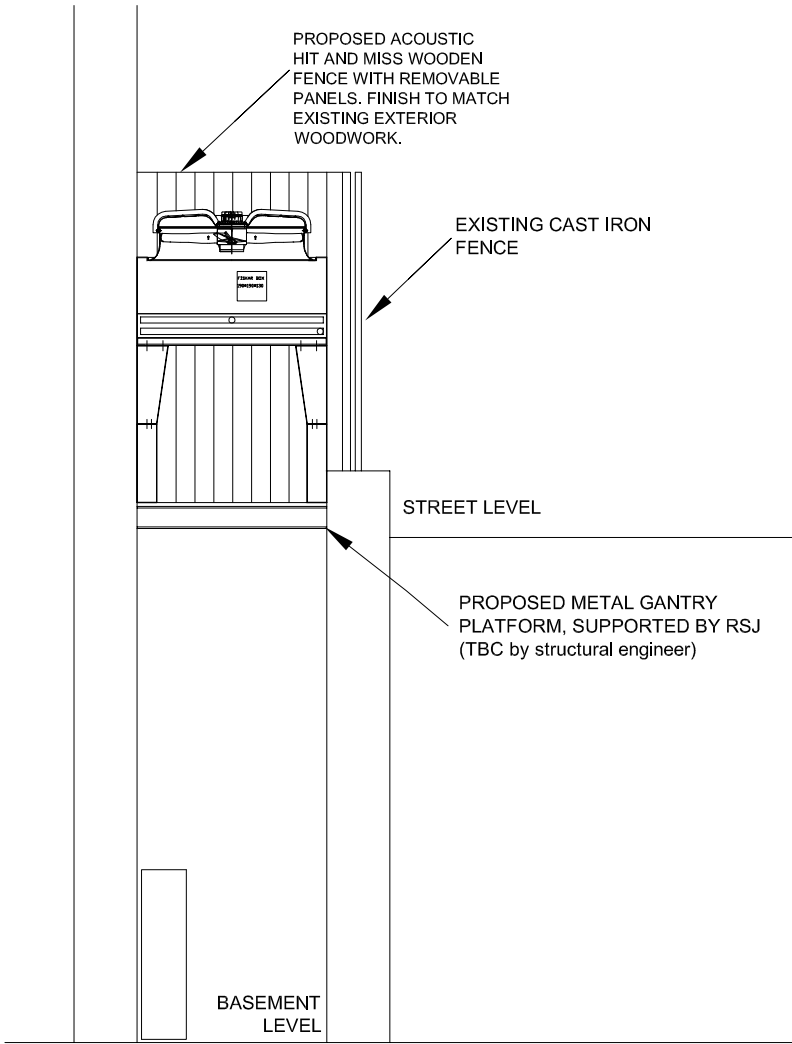 PROPOSED ACOUSTIC
HIT AND MISS WOODEN
FENCE WITH REMOVABLE
PANELS. FINISH TO MATCH
EXISTING EXTERIOR
WOODWORK.
EXISTING CAST IRON
FENCE
BOX
STREET LEVEL
PROPOSED METAL GANTRY
PLATFORM, SUPPORTED BY RSJ
(TBC by structural engineer)
BASEMENT
LEVEL